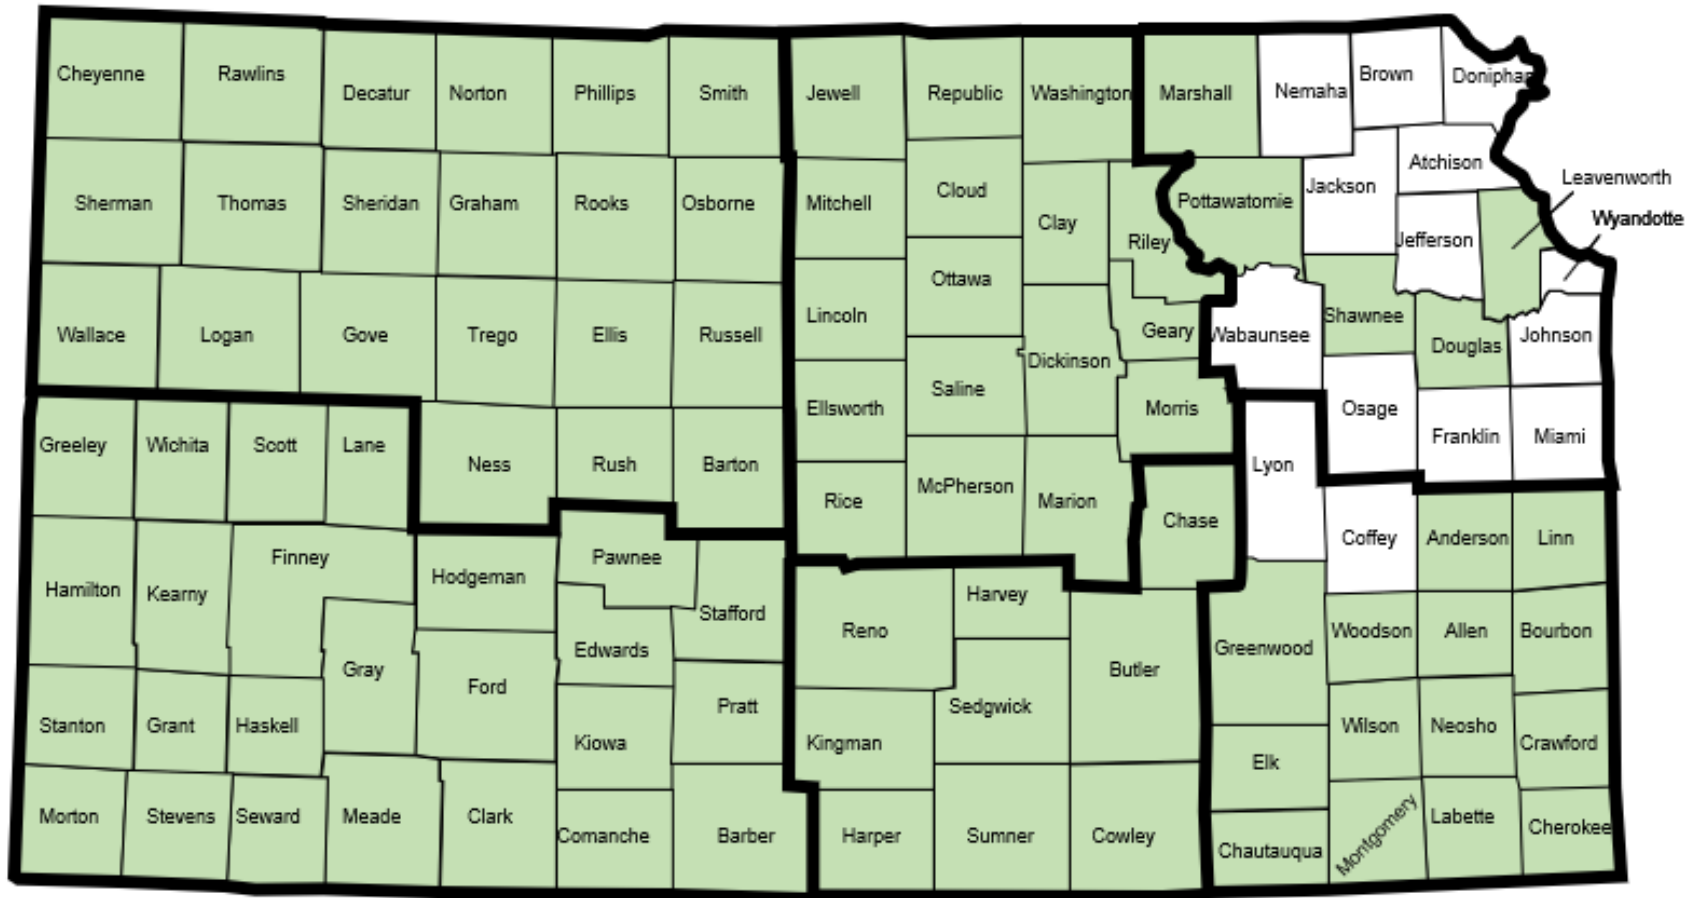 Cheyenne
Rawlins
Decatur
Norton
Phillips
Smith
Jewell
Republic
Washington
Marshall
Nemaha
Brown
Doniphan
Sherman
Thomas
Sheridan
Graham
Rooks
Osborne
Mitchell
Cloud
Clay
Riley
Pottawatomie
Jackson
Atchison
Jefferson
Leavenworth
Wyandotte
Wallace
Logan
Gove
Trego
Ellis
Russell
Lincoln
Ottawa
Dickinson
Geary
Wabaunsee
Shawnee
Douglas
Johnson
Ellsworth
Saline
Morris
Osage
Franklin
Miami
Greeley
Wichita
Scott
Lane
Ness
Rush
Barton
Rice
McPherson
Marion
Chase
Lyon
Coffey
Anderson
Linn
Hamilton
Kearny
Finney
Hodgeman
Pawnee
Stafford
Edwards
Reno
Harvey
Butler
Greenwood
Woodson
Allen
Bourbon
Gray
Ford
Pratt
Kiowa
Kingman
Sedgwick
Elk
Wilson
Neosho
Crawford
Stanton
Grant
Haskell
Morton
Stevens
Seward
Meade
Clark
Comanche
Barber
Harper
Sumner
Cowley
Chautauqua
Montgomery
Labette
Cherokee